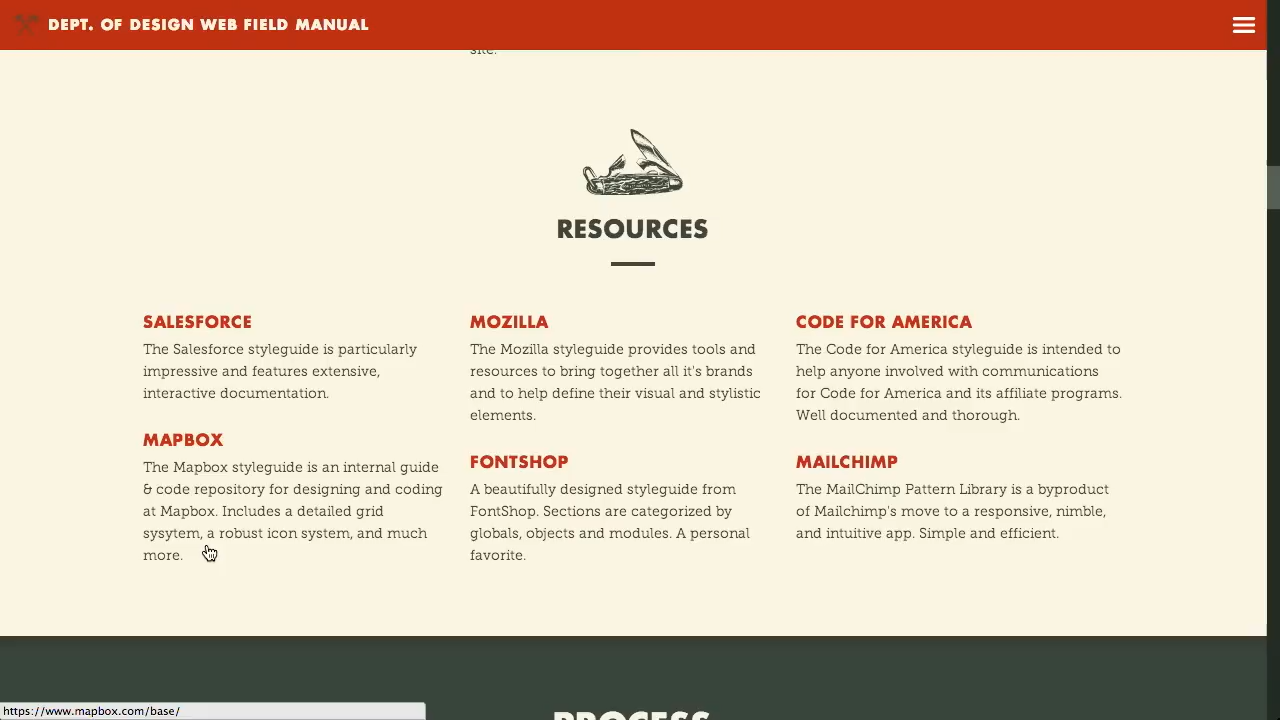 DEPT. OF DESIGN WEB FIELD MANUAL
site.
RESOURCES
SALESFORCE
The Salesforce styleguide is particularly
impressive and features extensive,
interactive documentation.
MAPBOX
The Mapbox styleguide is an internal guide
& code repository for designing and coding
at Mapbox. Includes a detailed grid
sysytem, a robust icon system, and much
more.
MOZILLA
The Mozilla styleguide provides tools and
resources to bring together all it's brands
and to help define their visual and stylistic
elements.
FONTSHOP
A beautifully designed styleguide from
FontShop. Sections are categorized by
globals, objects and modules. A personal
favorite.
CODE FOR AMERICA
The Code for America styleguide is intended to
help anyone involved with communications
for Code for America and its affiliate programs.
Well documented and thorough.
MAILCHIMP
The MailChimp Pattern Library is a byproduct
of Mailchimp's move to a responsive, nimble,
and intuitive app. Simple and efficient.
PROCESS
https://www.mapbox.com/base/